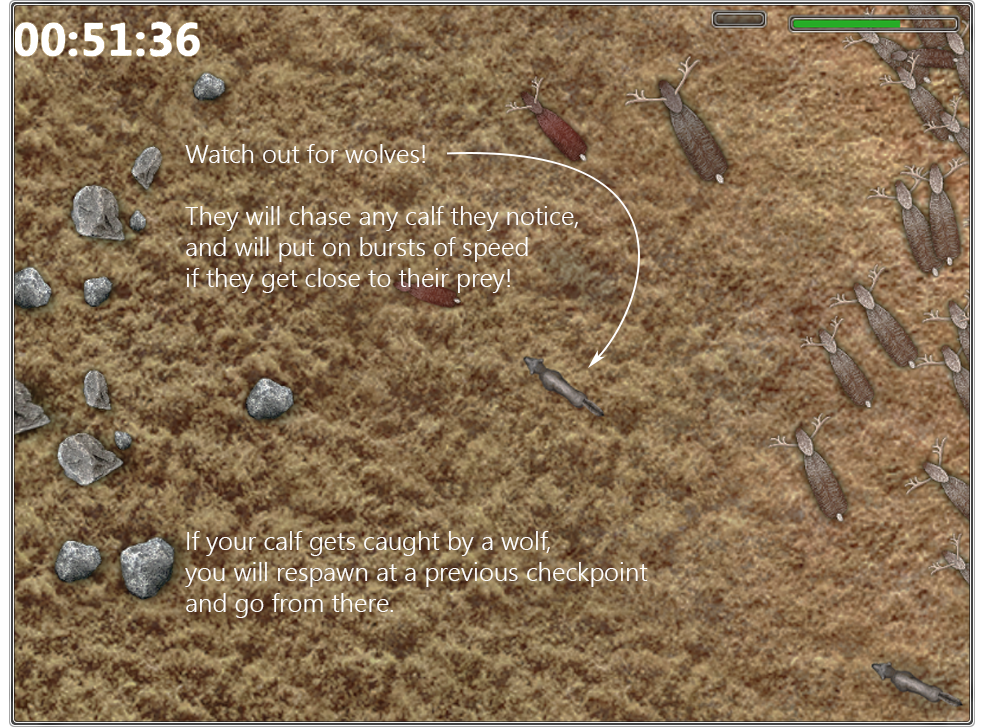 00:51:36
Watch out for wolves!
They will chase any calf they notice,
and will put on bursts of speed
if they get close to their prey!
If your calf gets caught by a wolf,
you will respawn at a previous checkpoint
and go from there.